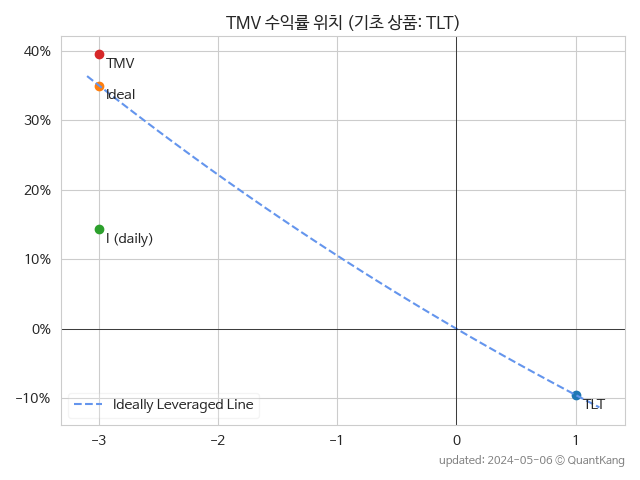 TMV 수익률 위치 (기초 상품: TLT)
40%
TMV
Ideal
30%
20%
I (daily)
10%
0%
−10%
Ideally Leveraged Line
TLT
−3
−2
−1
0
1
updated: 2024-05-06 © QuantKang